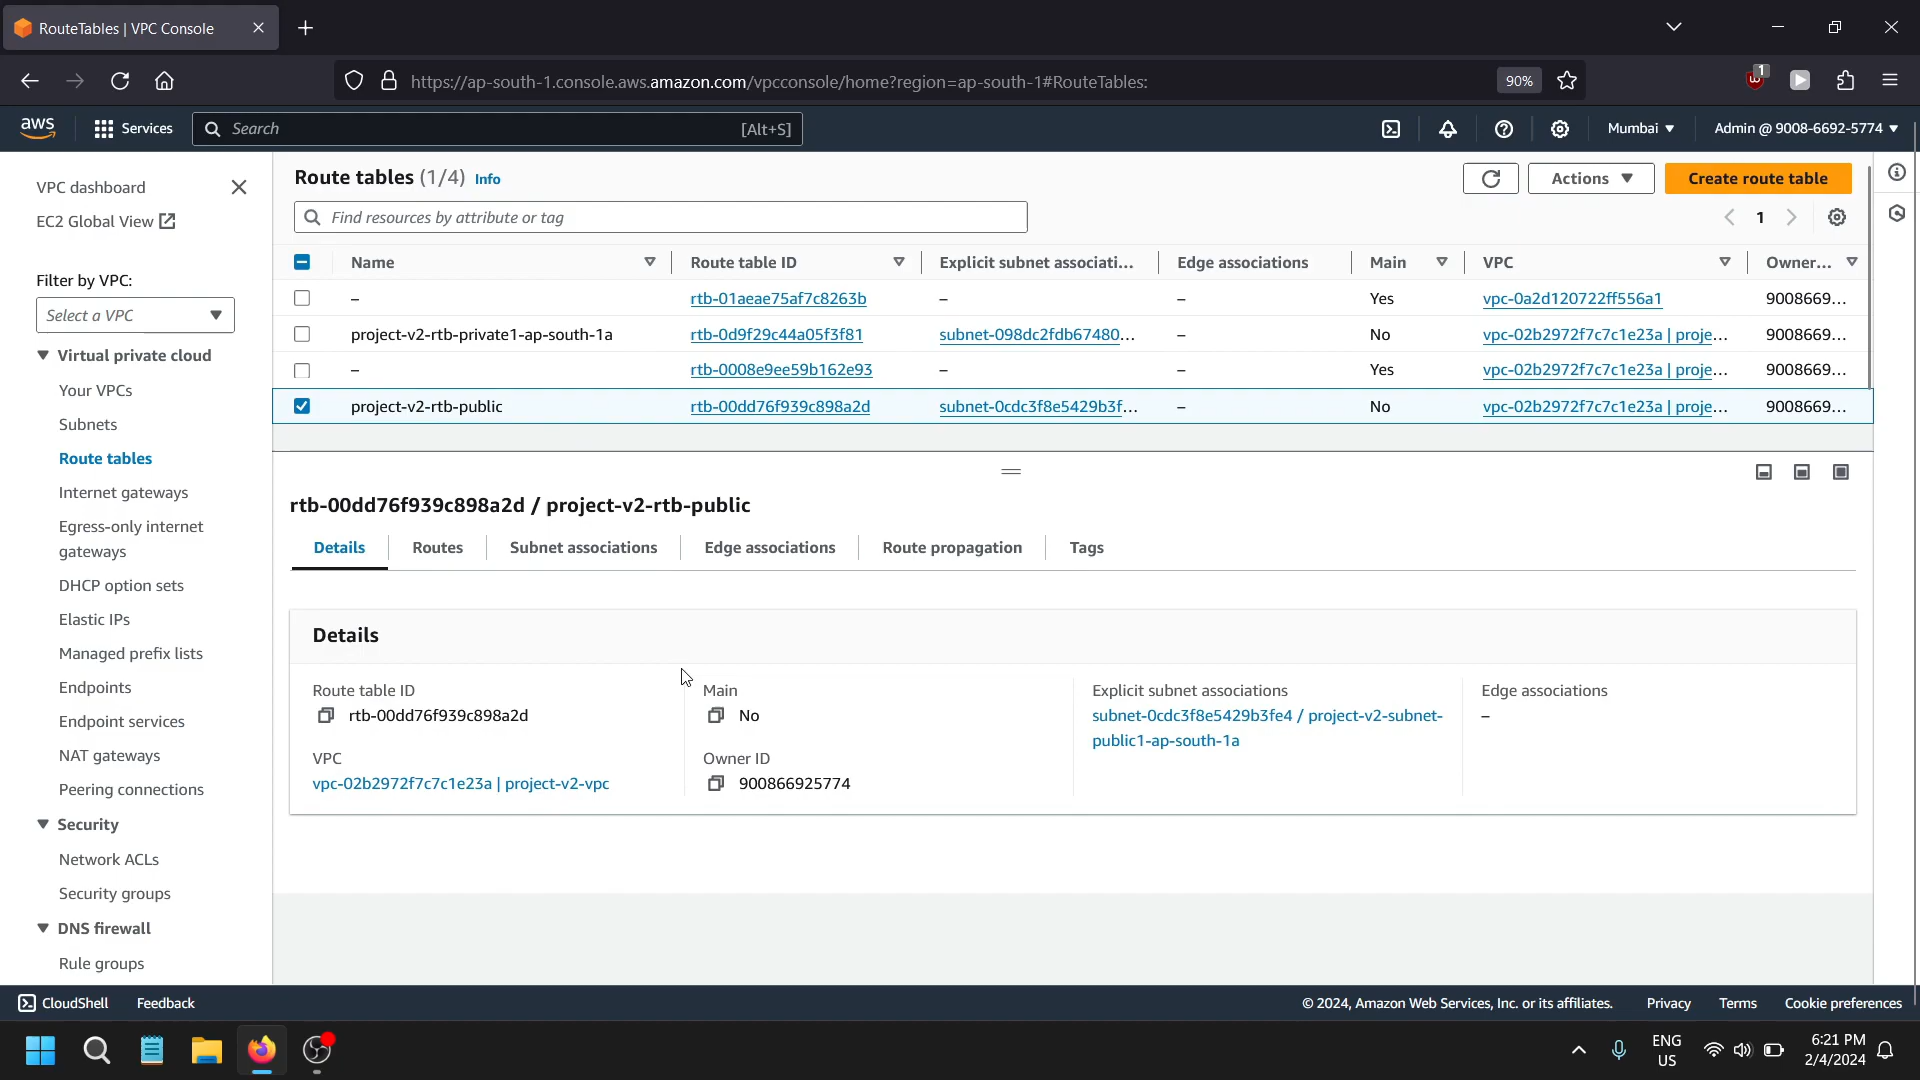 RouteTables | VPC Console
https://ap-south-1.console.aws.amazon.com/vpcconsole/home?region=ap-south-1#RouteTables:
90%
1
aws
Services
Search
[Alt+S]
Mumbai
Admin @ 9008-6692-5774
VPC dashboard
EC2 Global View
Filter by VPC:
Select a VPC
Virtual private cloud
Your VPCs
Subnets
Route tables
Internet gateways
Egress-only internet
gateways
DHCP option sets
Elastic IPs
Managed prefix lists
Endpoints
Endpoint services
NAT gateways
Peering connections
Security
Network ACLs
Security groups
DNS firewall
Rule groups
Route tables (1/4) Info
Actions
Create route table
Find resources by attribute or tag
1
Name Route table ID Explicit subnet associati... Edge associations Main VPC Owner...
– rtb-01aeae75af7c8263b – – Yes vpc-0a2d120722ff556a1 9008669...
project-v2-rtb-private1-ap-south-1a rtb-0d9f29c44a05f3f81 subnet-098dc2fdb67480... – No vpc-02b2972f7c7c1e23a | proje... 9008669...
– rtb-0008e9ee59b162e93 – – Yes vpc-02b2972f7c7c1e23a | proje... 9008669...
project-v2-rtb-public rtb-00dd76f939c898a2d subnet-0cdc3f8e5429b3f... – No vpc-02b2972f7c7c1e23a | proje... 9008669...
rtb-00dd76f939c898a2d / project-v2-rtb-public
Details Routes Subnet associations Edge associations Route propagation Tags
Details
Route table ID
rtb-00dd76f939c898a2d
VPC
vpc-02b2972f7c7c1e23a | project-v2-vpc
Main
No
Owner ID
900866925774
Explicit subnet associations
subnet-0cdc3f8e5429b3fe4 / project-v2-subnet-
public1-ap-south-1a
Edge associations
–
CloudShell
Feedback
© 2024, Amazon Web Services, Inc. or its affiliates.
Privacy
Terms
Cookie preferences
ENG
US
6:21 PM
2/4/2024